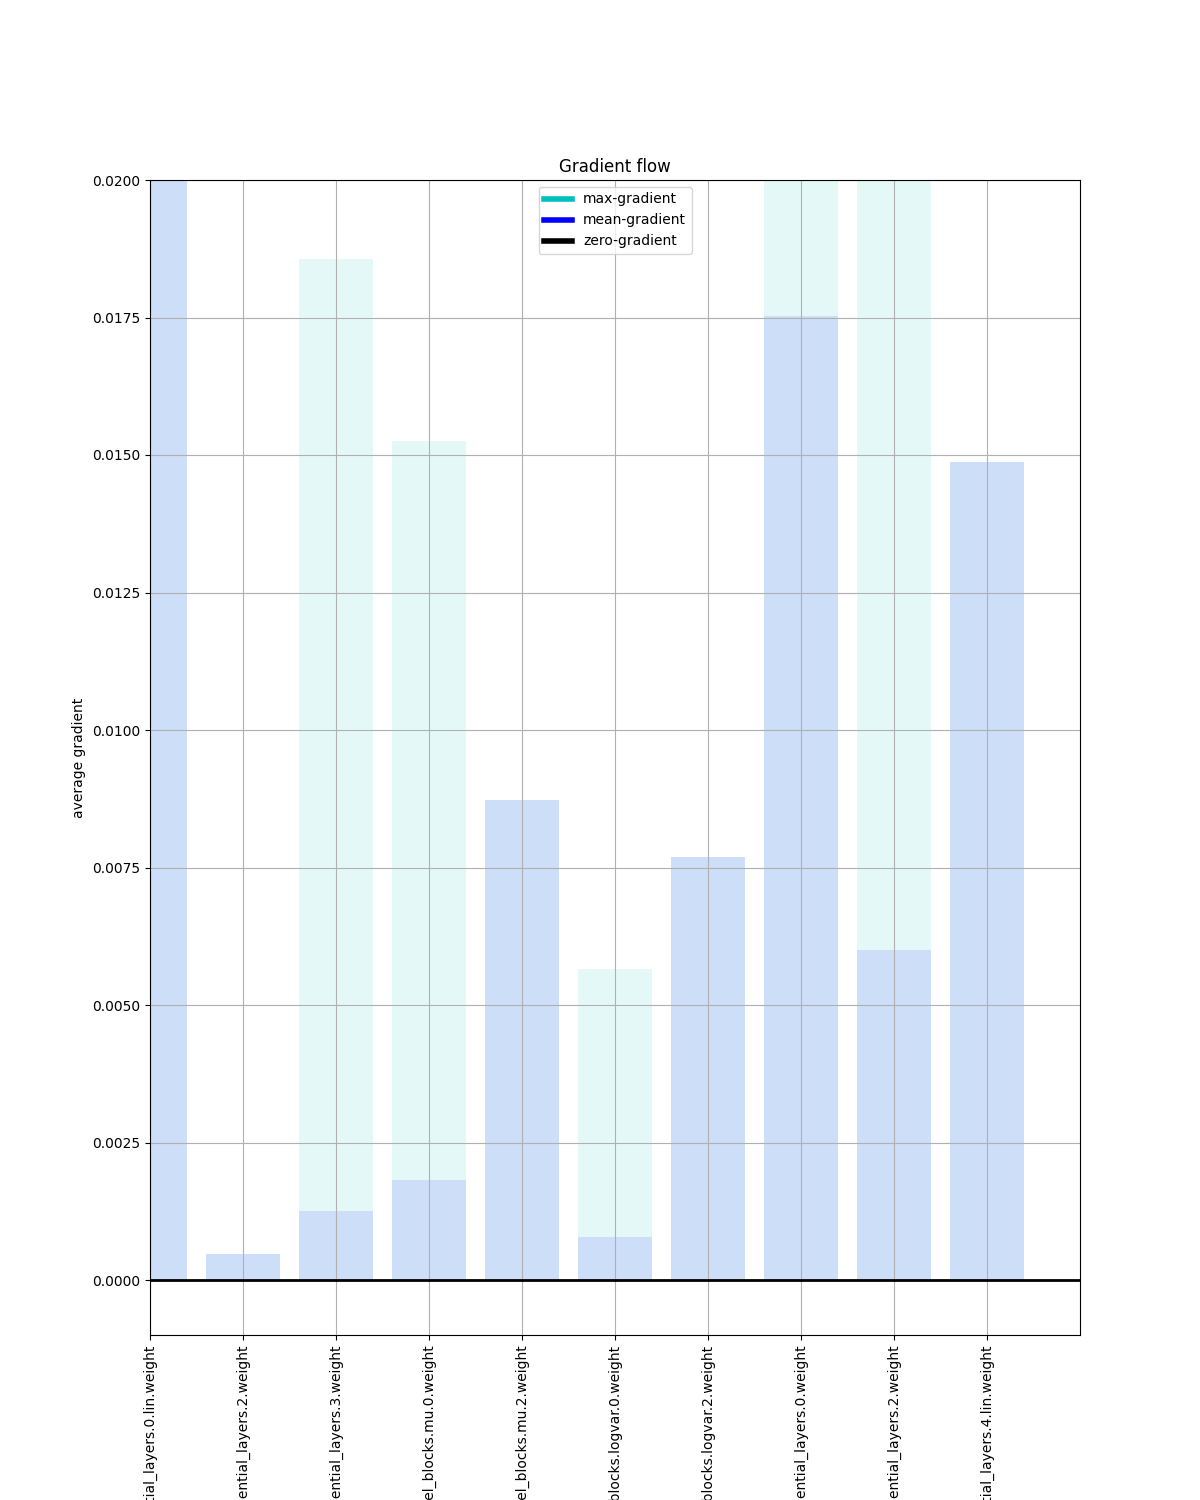 Gradient flow
max-gradient
mean-gradient
zero-gradient
0.0200
0.0175
0.0150
0.0125
0.0100
0.0075
0.0050
0.0025
0.0000
average gradient
tial_layers.0.lin.weight
ential_layers.2.weight
ential_layers.3.weight
el_blocks.mu.0.weight
el_blocks.mu.2.weight
blocks.logvar.0.weight
blocks.logvar.2.weight
ential_layers.0.weight
ential_layers.2.weight
tial_layers.4.lin.weight